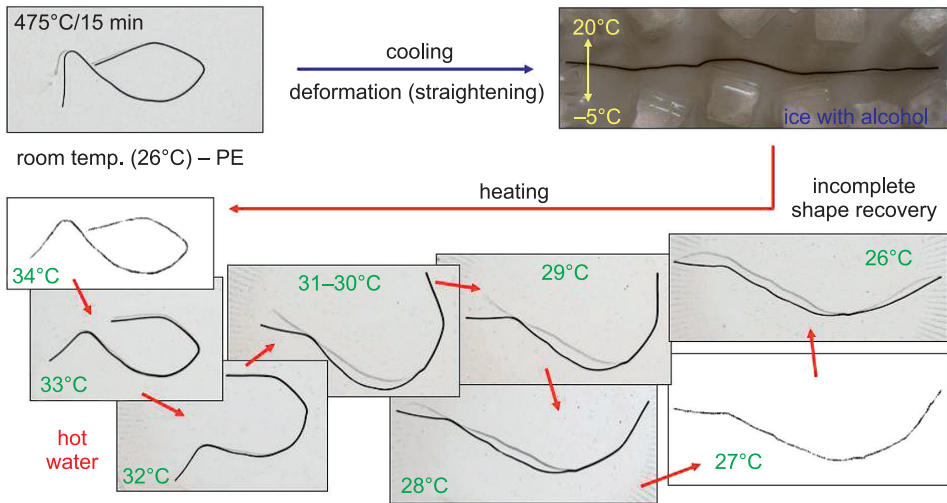 475°C/15 min
cooling
deformation (straightening)
20°C
–5°C
ice with alcohol
room temp. (26°C) – PE
heating
incomplete
shape recovery
34°C
33°C
32°C
31–30°C
29°C
28°C
27°C
26°C
hot
water